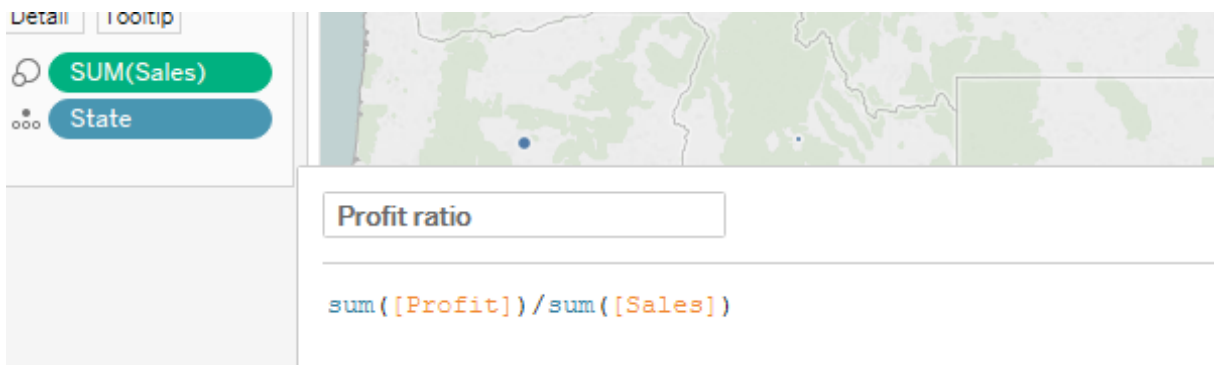 Detail Tooltip
SUM(Sales)
State
Profit ratio
sum([Profit])/sum([Sales])